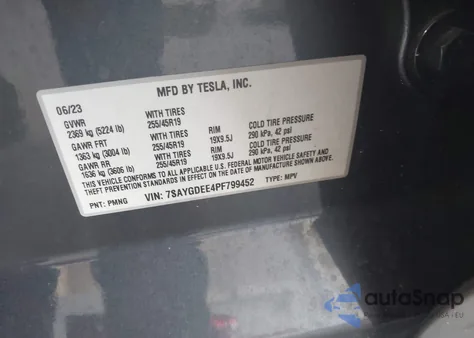 MFD BY TESLA, INC.
06/23
GVWR WITH TIRES
2369 kg (5224 lb) 255/45R19
GAWR FRT WITH TIRES RIM COLD TIRE PRESSURE
1363 kg (3004 lb) 255/45R19 19X9.5J 290 kPa, 42 psi
GAWR RR WITH TIRES RIM COLD TIRE PRESSURE
1636 kg (3606 lb) 255/45R19 19X9.5J 290 kPa, 42 psi
THIS VEHICLE CONFORMS TO ALL APPLICABLE U.S. FEDERAL MOTOR VEHICLE SAFETY AND
THEFT PREVENTION STANDARDS IN EFFECT ON THE DATE OF MANUFACTURE SHOWN ABOVE.
PNT: PMNG VIN: 7SAYGDEE4PF799452 TYPE: MPV
autoSnap